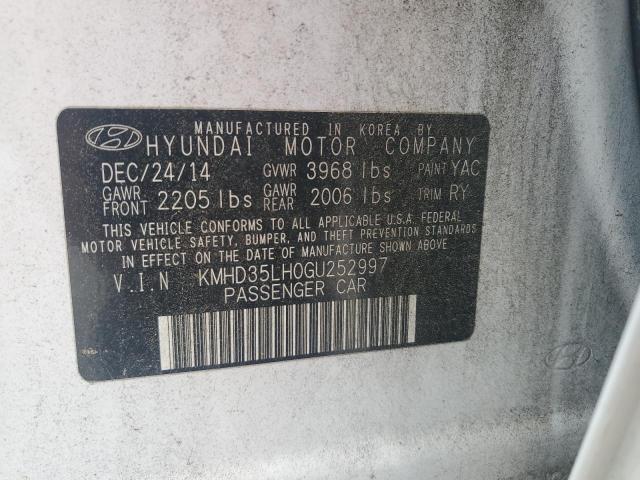 MANUFACTURED IN KOREA BY
HYUNDAI MOTOR COMPANY
DEC/24/14 GVWR 3968 lbs PAINT YAC
GAWR FRONT 2205 lbs GAWR REAR 2006 lbs TRIM RY
THIS VEHICLE CONFORMS TO ALL APPLICABLE U.S.A. FEDERAL
MOTOR VEHICLE SAFETY, BUMPER, AND THEFT PREVENTION STANDARDS
IN EFFECT ON THE DATE OF MANUFACTURE SHOWN ABOVE.
V.I.N KMHD35LH0GU252997
PASSENGER CAR